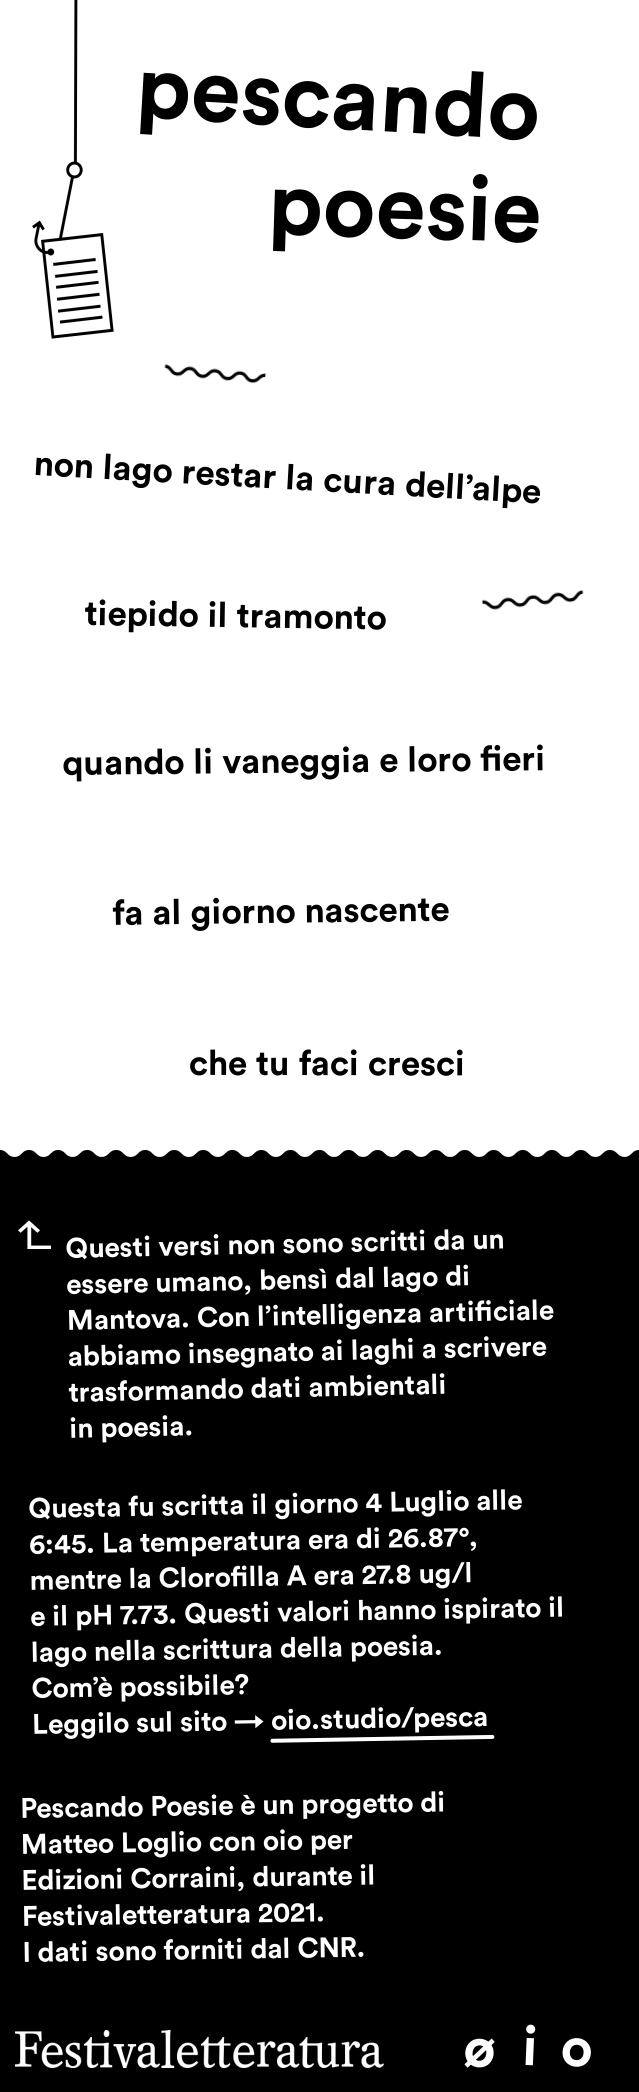 pescando
poesie
non lago restar la cura dell’alpe
tiepido il tramonto
quando li vaneggia e loro fieri
fa al giorno nascente
che tu faci cresci
Questi versi non sono scritti da un
essere umano, bensì dal lago di
Mantova. Con l’intelligenza artificiale
abbiamo insegnato ai laghi a scrivere
trasformando dati ambientali
in poesia.
Questa fu scritta il giorno 4 Luglio alle
6:45. La temperatura era di 26.87°,
mentre la Clorofilla A era 27.8 ug/l
e il pH 7.73. Questi valori hanno ispirato il
lago nella scrittura della poesia.
Com’è possibile?
Leggilo sul sito → oio.studio/pesca
Pescando Poesie è un progetto di
Matteo Loglio con oio per
Edizioni Corraini, durante il
Festivaletteratura 2021.
I dati sono forniti dal CNR.
Festivaletteratura ø i o